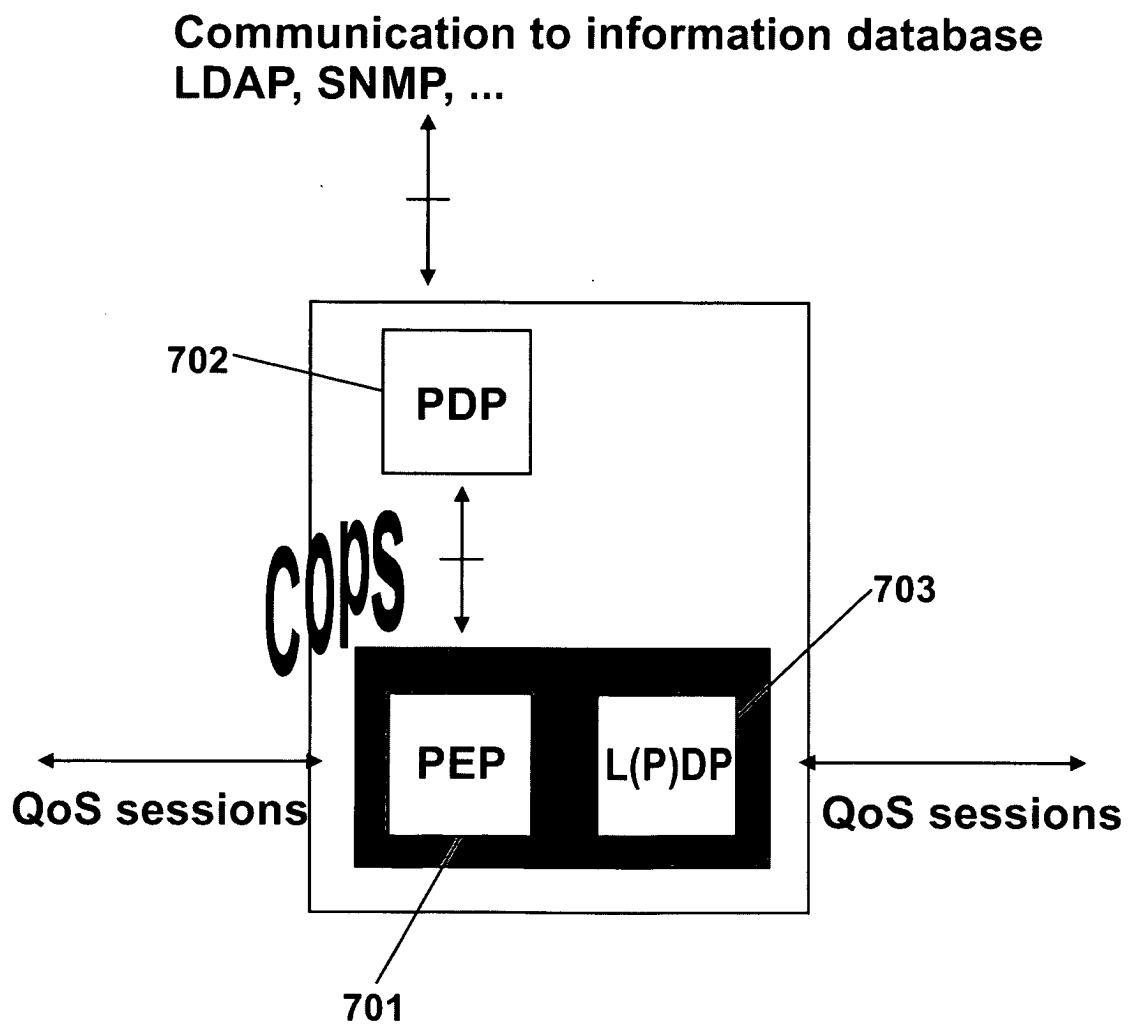 Communication to information database
LDAP, SNMP, ...
702
PDP
cops
703
PEP
L(P)DP
QoS sessions
QoS sessions
701